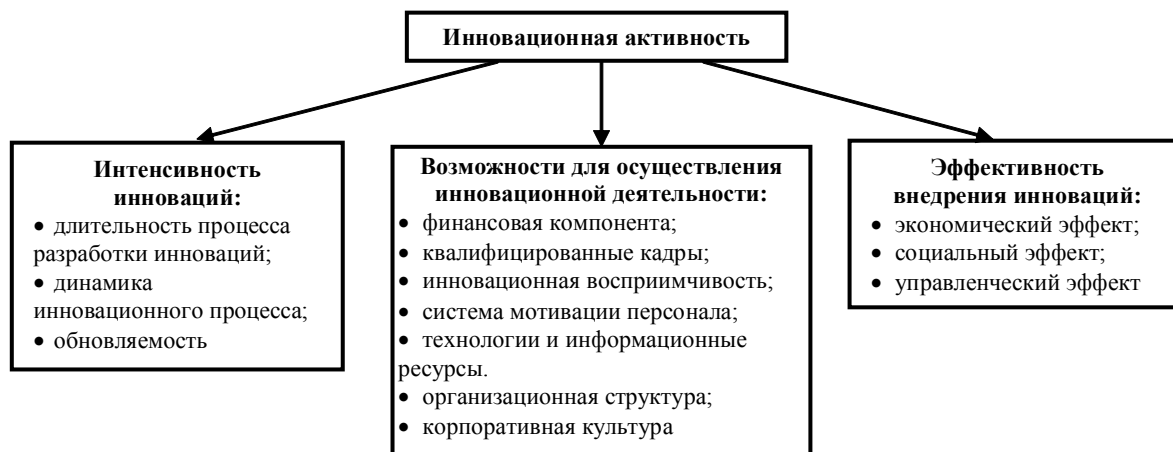 Инновационная активность
Интенсивность
инноваций:
• длительность процесса
разработки инноваций;
• динамика
инновационного процесса;
• обновляемость
Возможности для осуществления
инновационной деятельности:
• финансовая компонента;
• квалифицированные кадры;
• инновационная восприимчивость;
• система мотивации персонала;
• технологии и информационные
ресурсы.
• организационная структура;
• корпоративная культура
Эффективность
внедрения инноваций:
• экономический эффект;
• социальный эффект;
• управленческий эффект